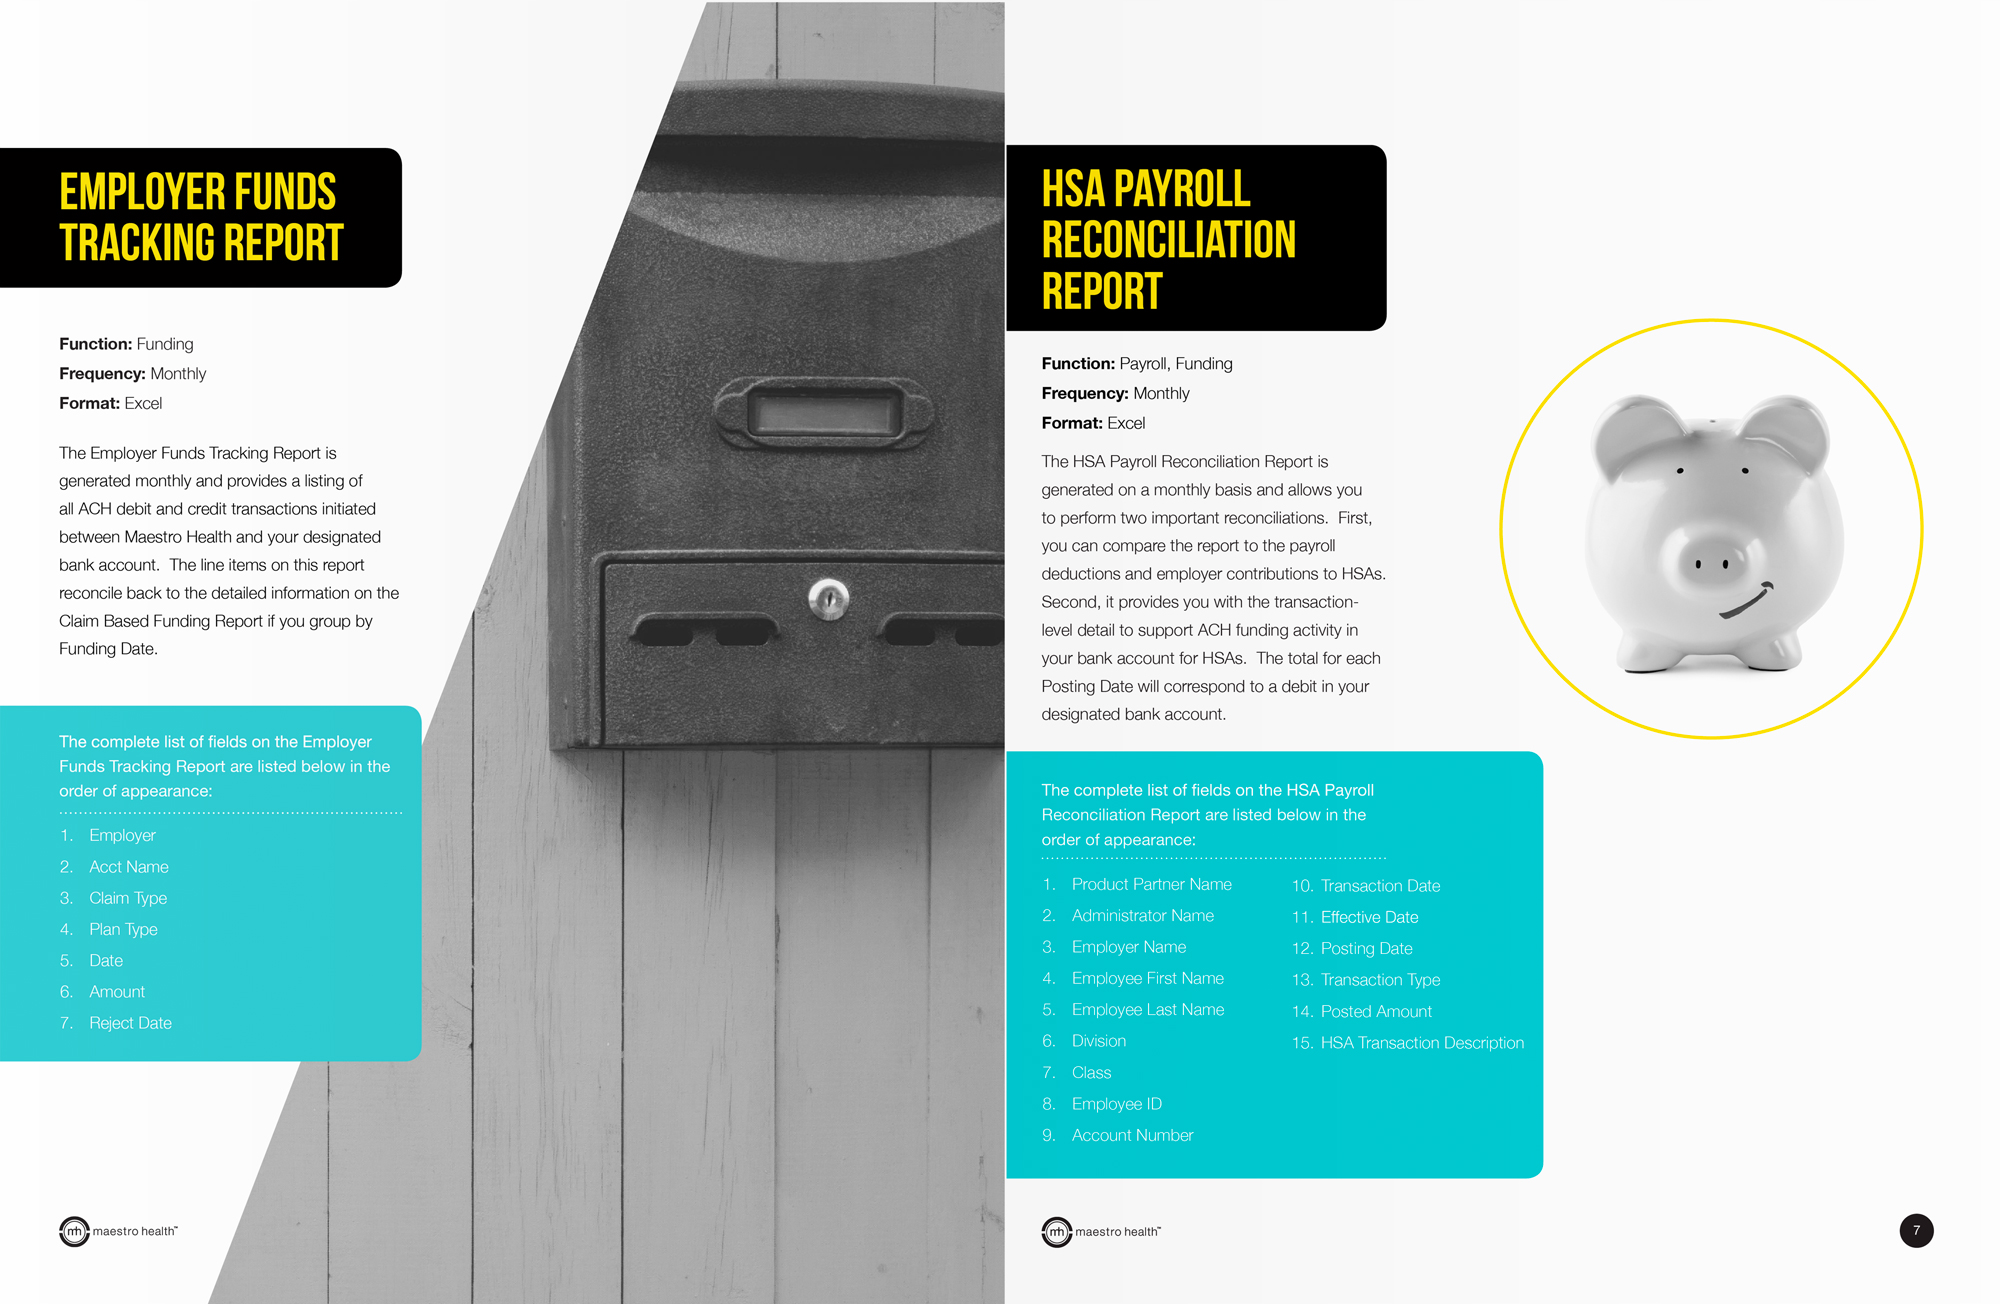 EMPLOYER FUNDS
TRACKING REPORT
Function: Funding
Frequency: Monthly
Format: Excel
The Employer Funds Tracking Report is
generated monthly and provides a listing of
all ACH debit and credit transactions initiated
between Maestro Health and your designated
bank account.  The line items on this report
reconcile back to the detailed information on the
Claim Based Funding Report if you group by
Funding Date.
The complete list of fields on the Employer
Funds Tracking Report are listed below in the
order of appearance:
1. Employer
2. Acct Name
3. Claim Type
4. Plan Type
5. Date
6. Amount
7. Reject Date
mh maestro health™
HSA PAYROLL
RECONCILIATION
REPORT
Function: Payroll, Funding
Frequency: Monthly
Format: Excel
The HSA Payroll Reconciliation Report is
generated on a monthly basis and allows you
to perform two important reconciliations.  First,
you can compare the report to the payroll
deductions and employer contributions to HSAs.
Second, it provides you with the transaction-
level detail to support ACH funding activity in
your bank account for HSAs.  The total for each
Posting Date will correspond to a debit in your
designated bank account.
The complete list of fields on the HSA Payroll
Reconciliation Report are listed below in the
order of appearance:
1. Product Partner Name
2. Administrator Name
3. Employer Name
4. Employee First Name
5. Employee Last Name
6. Division
7. Class
8. Employee ID
9. Account Number
10. Transaction Date
11. Effective Date
12. Posting Date
13. Transaction Type
14. Posted Amount
15. HSA Transaction Description
mh maestro health™
7